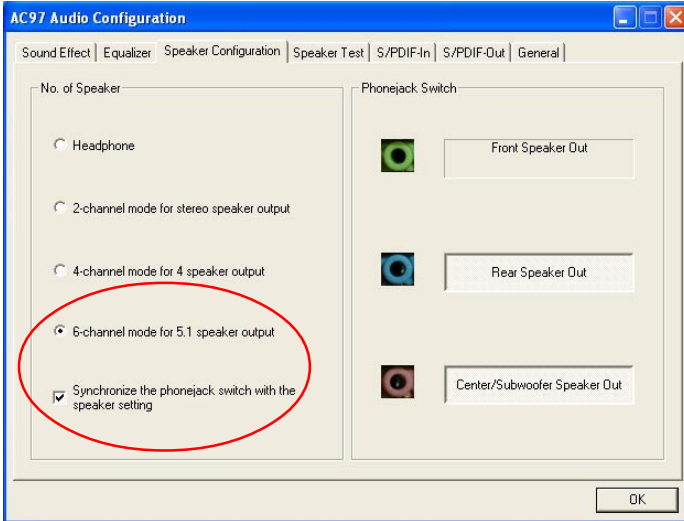 AC97 Audio Configuration
Sound Effect Equalizer Speaker Configuration Speaker Test S/PDIF-In S/PDIF-Out General
No. of Speaker
Headphone
2-channel mode for stereo speaker output
4-channel mode for 4 speaker output
6-channel mode for 5.1 speaker output
Synchronize the phonejack switch with the
speaker setting
Phonejack Switch
Front Speaker Out
Rear Speaker Out
Center/Subwoofer Speaker Out
OK